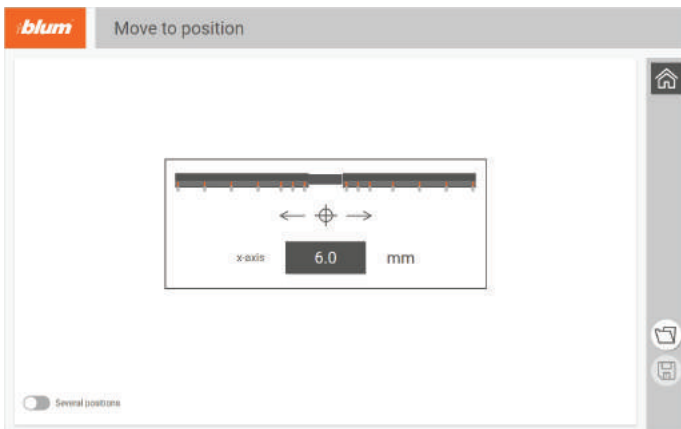 blum
Move to position
x-axis 6.0 mm
Several positions